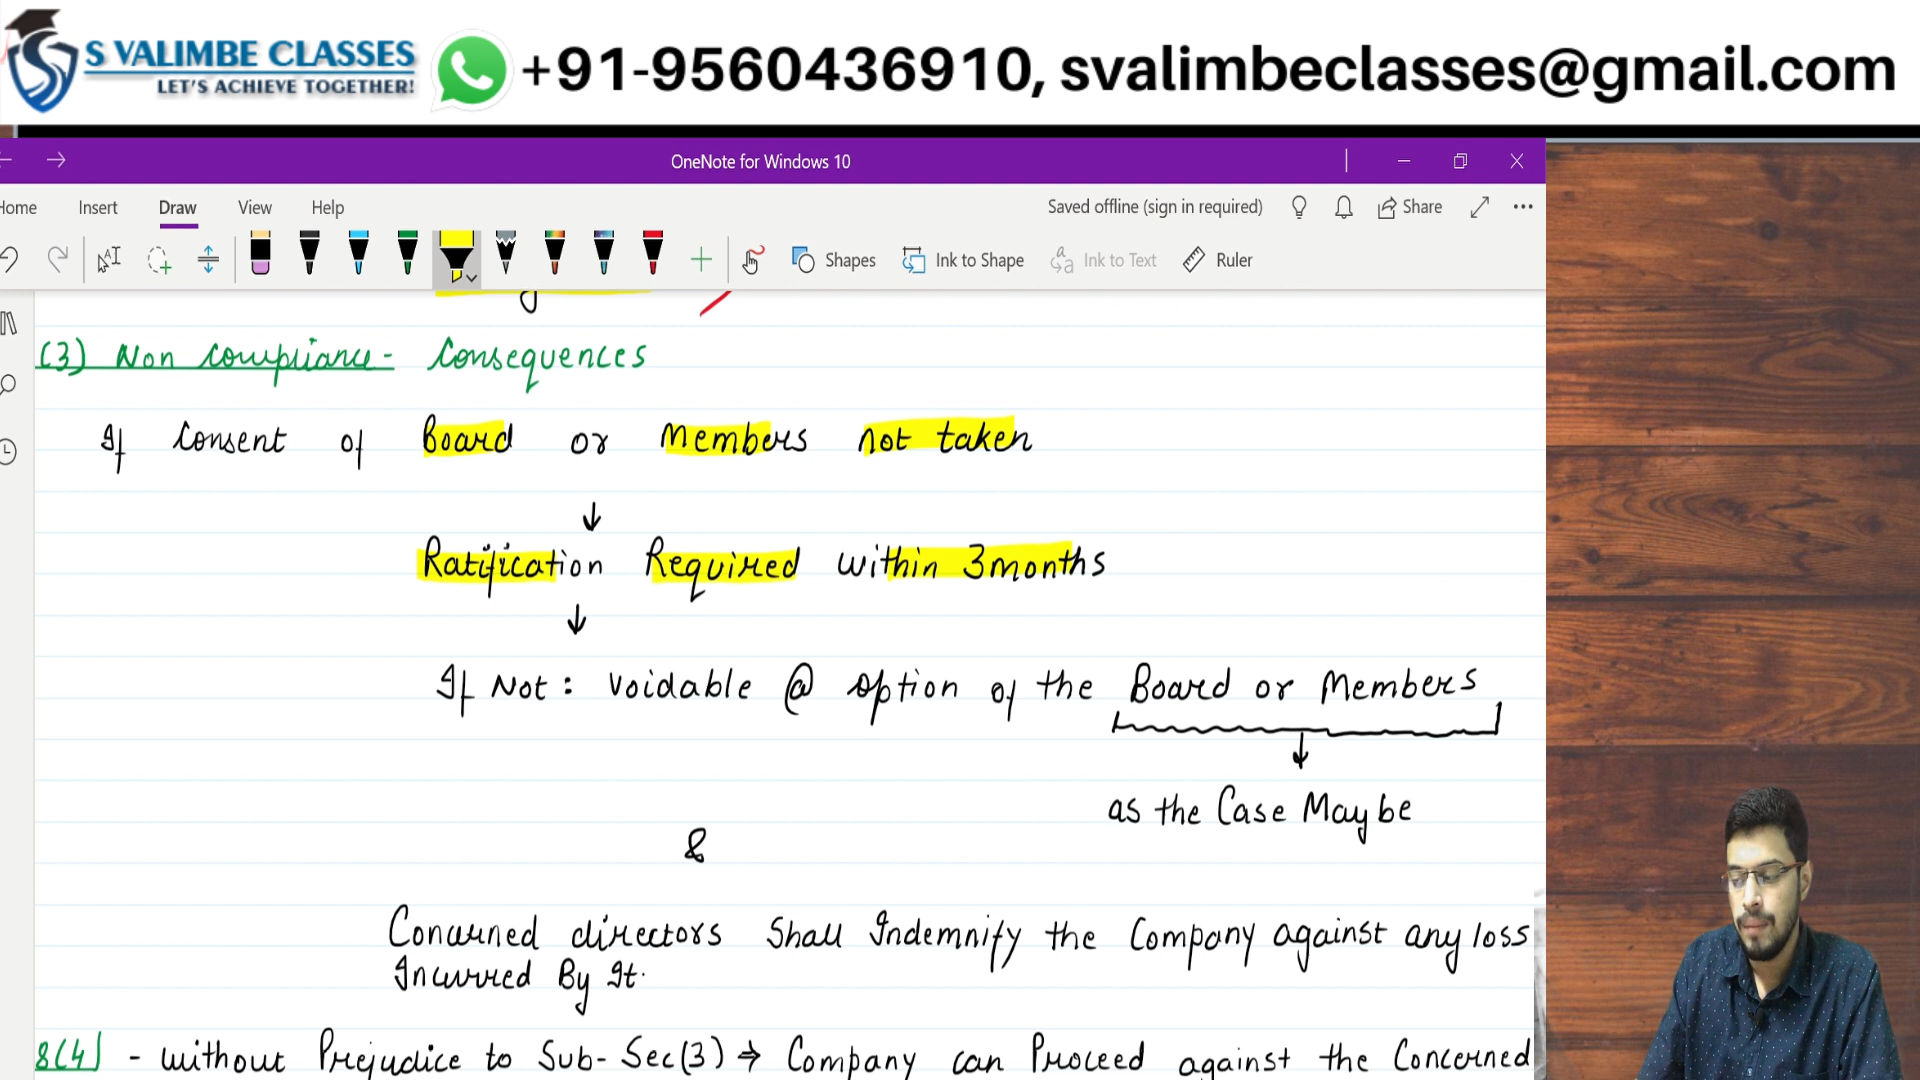 S VALIMBE CLASSES
LET'S ACHIEVE TOGETHER!
+91-9560436910, svalimbeclasses@gmail.com
OneNote for Windows 10
Home Insert Draw View Help Saved offline (sign in required) Share
Shapes Ink to Shape Ink to Text Ruler
(3) Non compliance - Consequences
If Consent of Board or Members not taken
↓
Ratification Required within 3 months
↓
If Not : Voidable @ option of the Board or Members
↓
as the Case May be
&
Concerned directors Shall Indemnify the Company against any loss
Incurred By It.
8(4) - without Prejudice to Sub-Sec(3) → Company can Proceed against the Concerned